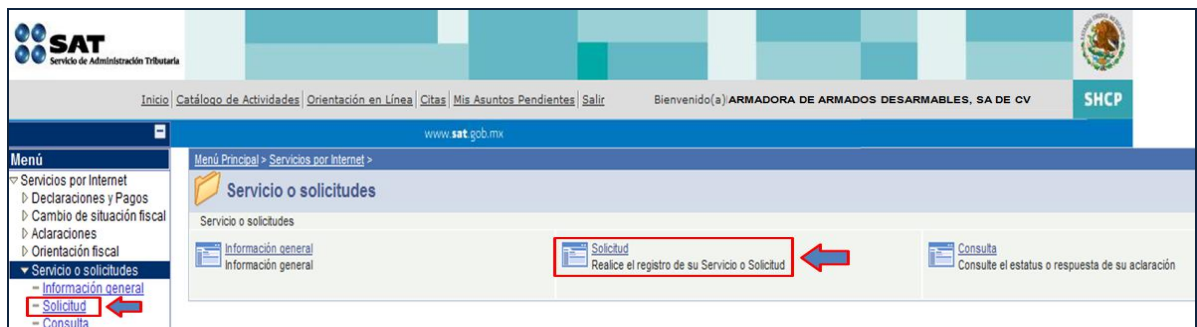 SAT
Servicio de Administración Tributaria
Inicio | Catálogo de Actividades | Orientación en Línea | Citas | Mis Asuntos Pendientes | Salir
Bienvenido(a) ARMADORA DE ARMADOS DESARMABLES, SA DE CV
SHCP
www.sat.gob.mx
Menú
Servicios por Internet
Declaraciones y Pagos
Cambio de situación fiscal
Aclaraciones
Orientación fiscal
Servicio o solicitudes
Información general
Solicitud
Consulta
Menú Principal > Servicios por Internet >
Servicio o solicitudes
Servicio o solicitudes
Información general
Información general
Solicitud
Realice el registro de su Servicio o Solicitud
Consulta
Consulte el estatus o respuesta de su aclaración